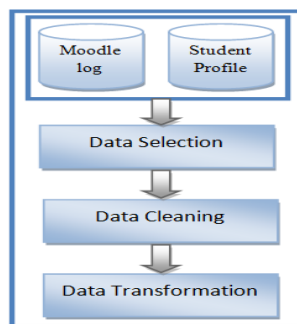 Moodle
log
Student
Profile
Data Selection
Data Cleaning
Data Transformation